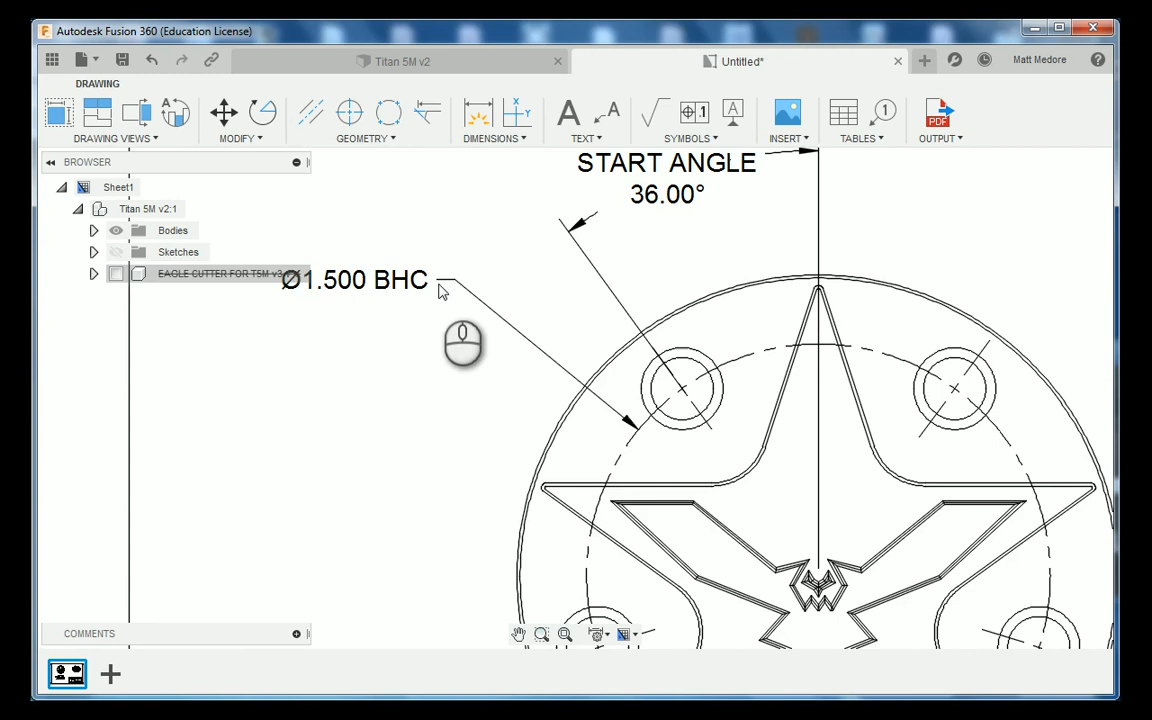 Autodesk Fusion 360 (Education License)
Titan 5M v2
Untitled*
Matt Medore
DRAWING
DRAWING VIEWS
MODIFY
GEOMETRY
DIMENSIONS
TEXT
SYMBOLS
INSERT
TABLES
OUTPUT
BROWSER
Sheet1
Titan 5M v2:1
Bodies
Sketches
EAGLE CUTTER FOR T5M v3
START ANGLE
36.00°
Ø1.500 BHC
COMMENTS